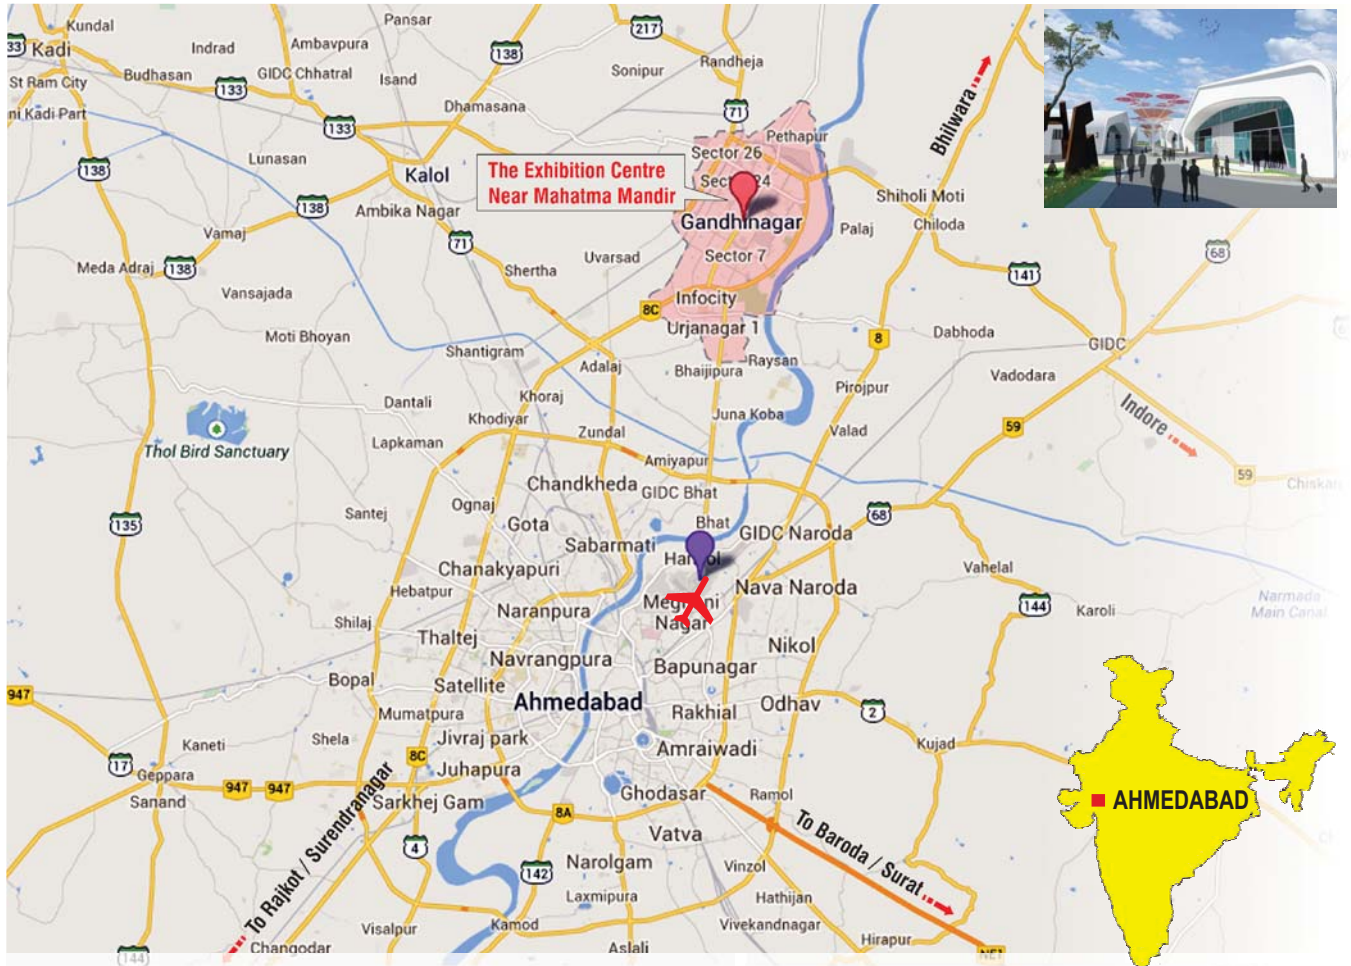 Pansar
Kundal
217
33
Kadi
Indrad
Ambavpura
138
Randheja
St Ram City
Budhasan
GIDC Chhatral
Isand
Sonipur
133
ni Kadi Part
Dhamasana
71
Bhilwara
133
Pethapur
Lunasan
Sector 26
138
Kalol
The Exhibition Centre
Near Mahatma Mandir
Gandhinagar
Shiholi Moti
138
Ambika Nagar
Palaj
Chiloda
Vamaj
71
68
Meda Adraj
138
Shertha
Uvarsad
Sector 7
141
Vansajada
Infocity
8C
Moti Bhoyan
Urjanagar 1
8
Dabhoda
GIDC
Shantigram
Adalaj
Bhaijipura
Raysan
Vadodara
Khoraj
Pirojpur
Dantali
Khodiyar
Juna Koba
Indore
Zundal
Valad
59
Thol Bird Sanctuary
Lapkaman
Amiyapur
59
Chandkheda
GIDC Bhat
Ognaj
Santej
Gota
68
135
Bhat
GIDC Naroda
Sabarmati
Chanakyapuri
Vahelal
Hebatpur
Nava Naroda
Naranpura
144
Karoli
Narmada
Main Canal
Nagar
Shilaj
Thaltej
Nikol
Navrangpura
Bapunagar
Bopal
Satellite
947
Ahmedabad
Rakhial
Odhav
2
Mumatpura
Kaneti
Shela
Jivraj park
Amraiwadi
Kujad
8C
17
Geppara
Juhapura
947
947
Sanand
Sarkhej Gam
Ghodasar
Ramol
AHMEDABAD
8A
To Rajkot / Surendranagar
To Baroda / Surat
4
Vatva
142
Narolgam
Vinzol
Laxmipura
Hathijan
Visalpur
Kamod
Vivekandnagar
Changodar
Aslali
Hirapur
144
NE1